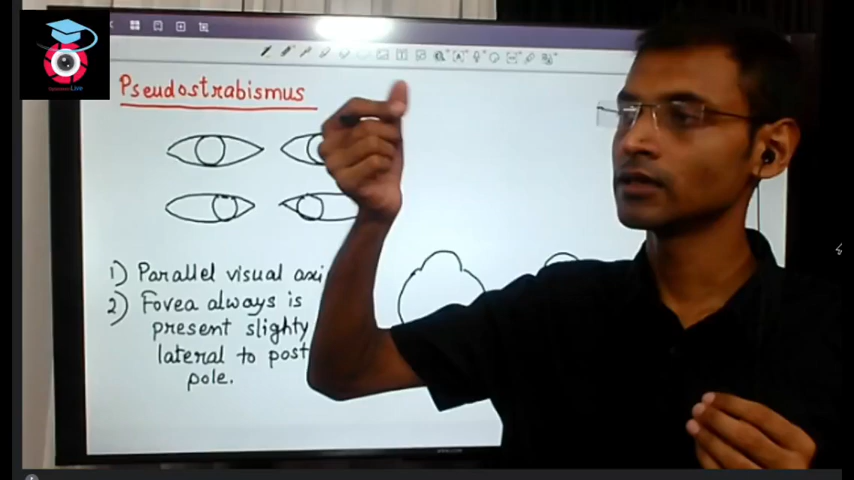 Pseudostrabismus
1) Parallel visual axi
2) Fovea always is
present slighty
lateral to post
pole.